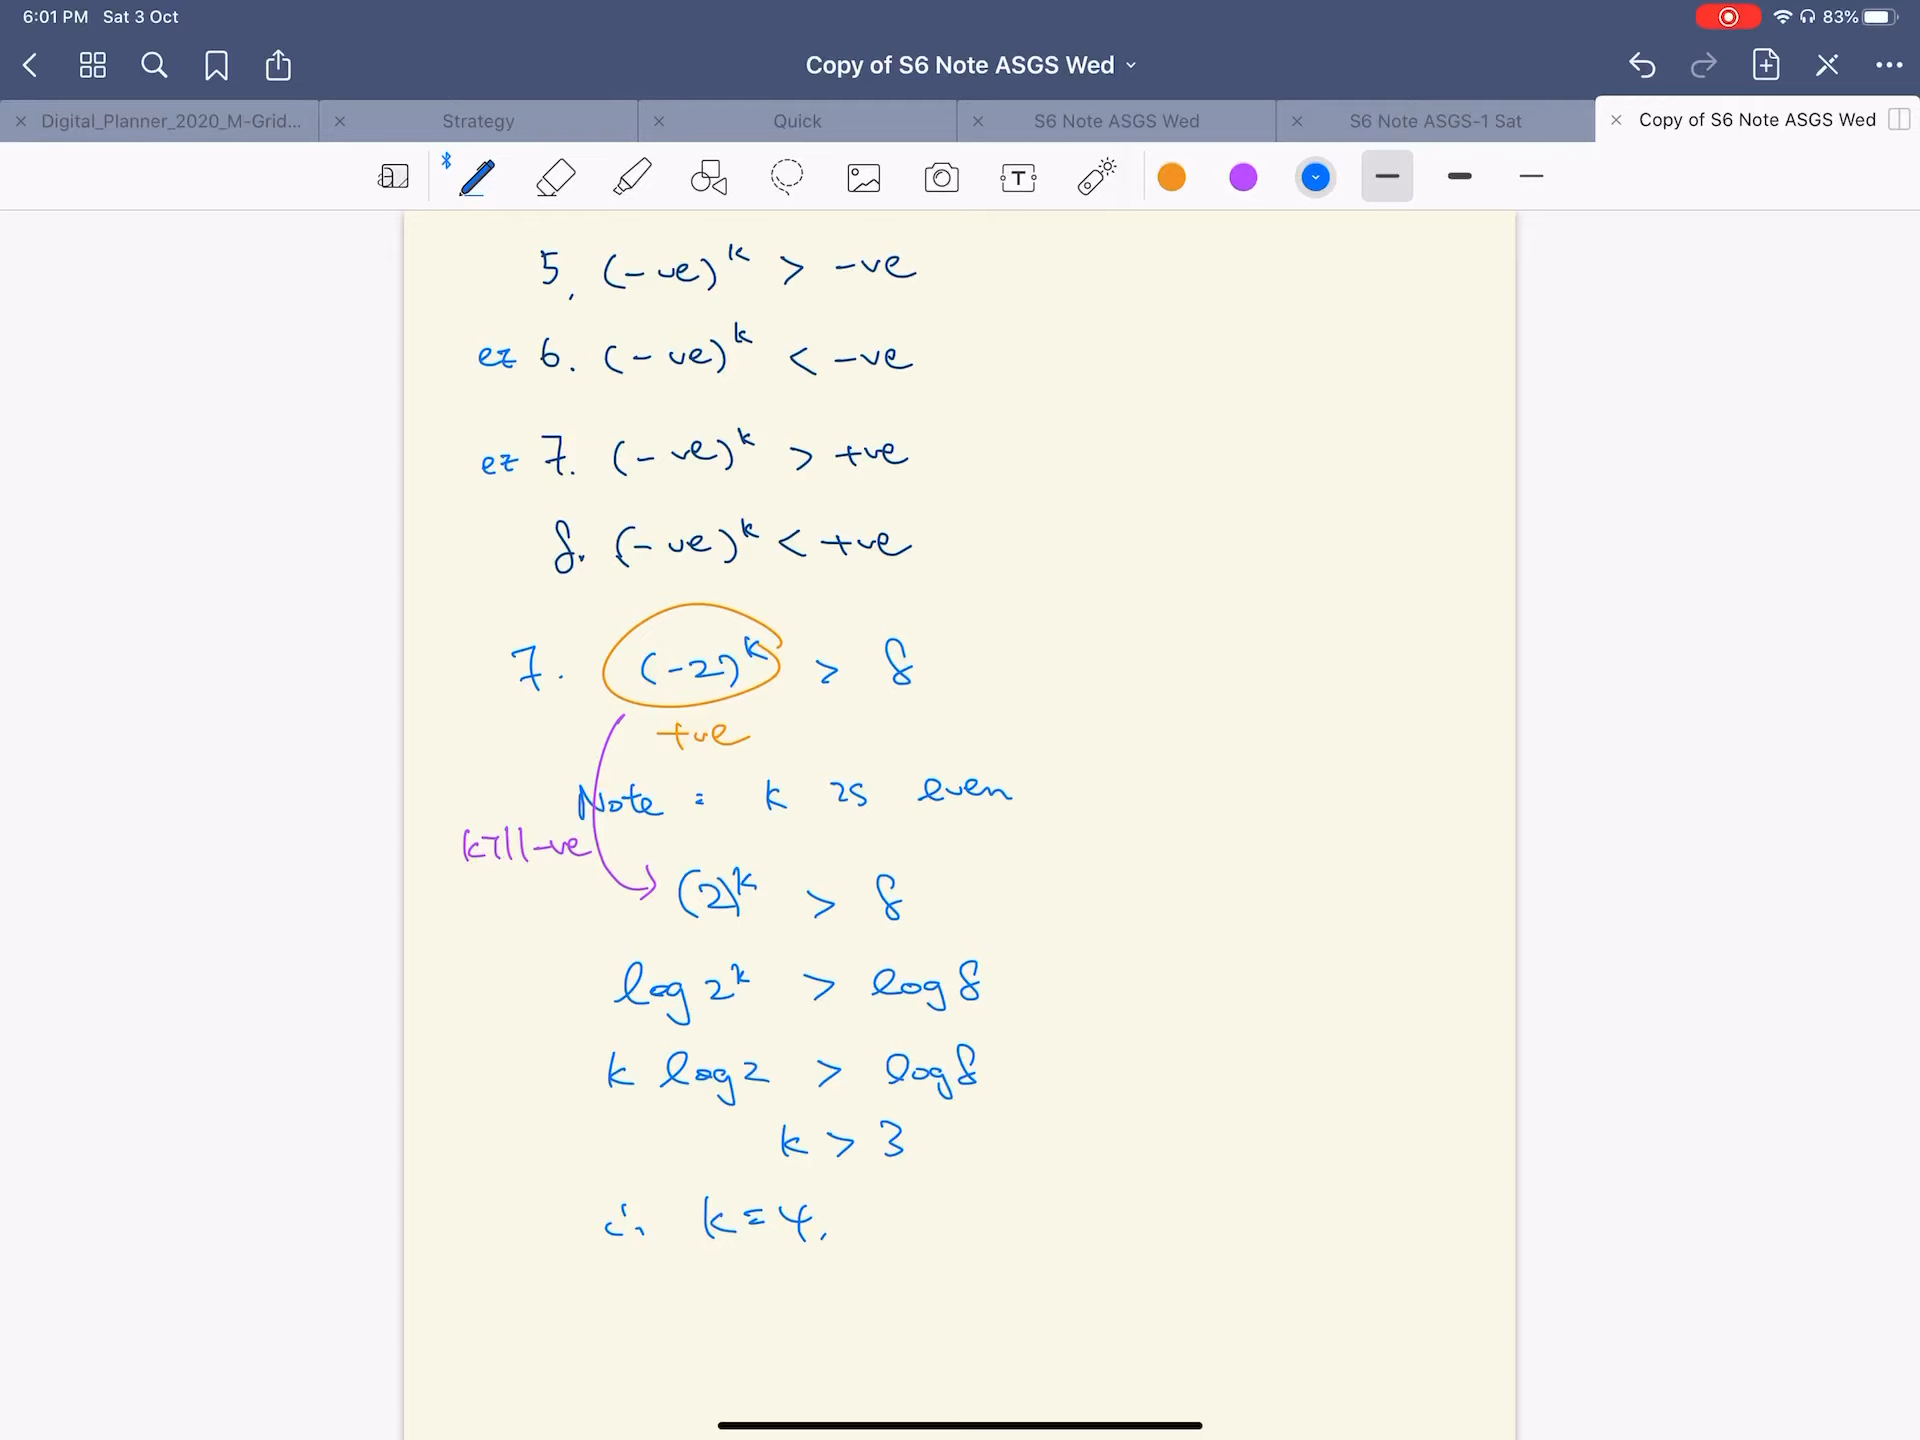 6:01 PM Sat 3 Oct
83%
Copy of S6 Note ASGS Wed
Digital_Planner_2020_M-Grid...
Strategy
Quick
S6 Note ASGS Wed
S6 Note ASGS-1 Sat
Copy of S6 Note ASGS Wed
5. (-ve)^k > -ve
ez 6. (-ve)^k < -ve
ez 7. (-ve)^k > +ve
8. (-ve)^k < +ve
7. (-2)^k > 8
+ve
Note : k is even
kill -ve
(2)^k > 8
log 2^k > log 8
k log 2 > log 8
k > 3
∴ k = 4,